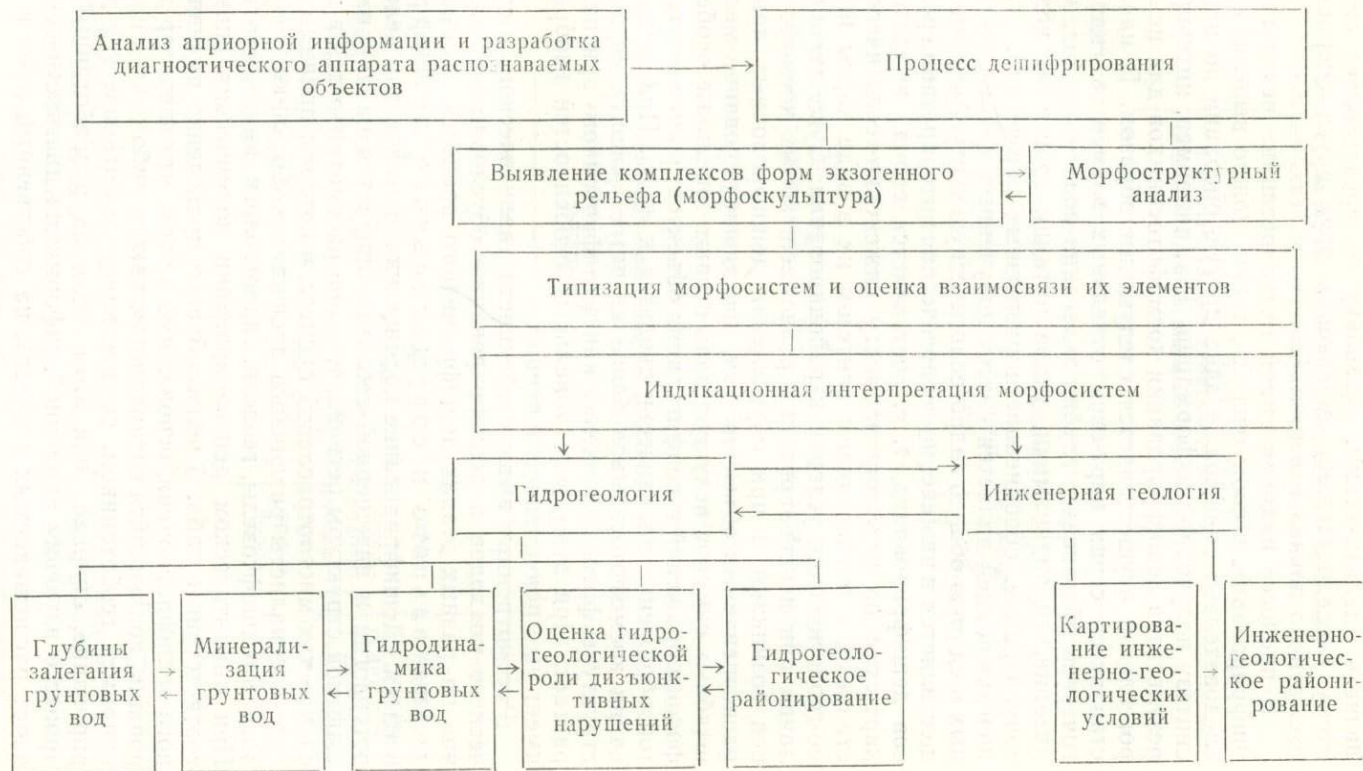 Анализ априорной информации и разработка
диагностического аппарата распознаваемых
объектов
Процесс дешифрирования
Выявление комплексов форм экзогенного
рельефа (морфоскульптура)
Морфоструктурный
анализ
Типизация морфосистем и оценка взаимосвязи их элементов
Индикационная интерпретация морфосистем
Гидрогеология
Инженерная геология
Глубины
залегания
грунтовых
вод
Минерали-
зация
грунтовых
вод
Гидродина-
мика
грунтовых
вод
Оценка гидро-
геологической
роли дизъюнк-
тивных
нарушений
Гидрогеоло-
гическое
районирование
Картирова-
ние инже-
нерно-гео-
логических
условий
Инженерно-
геологичес-
кое райони-
рование